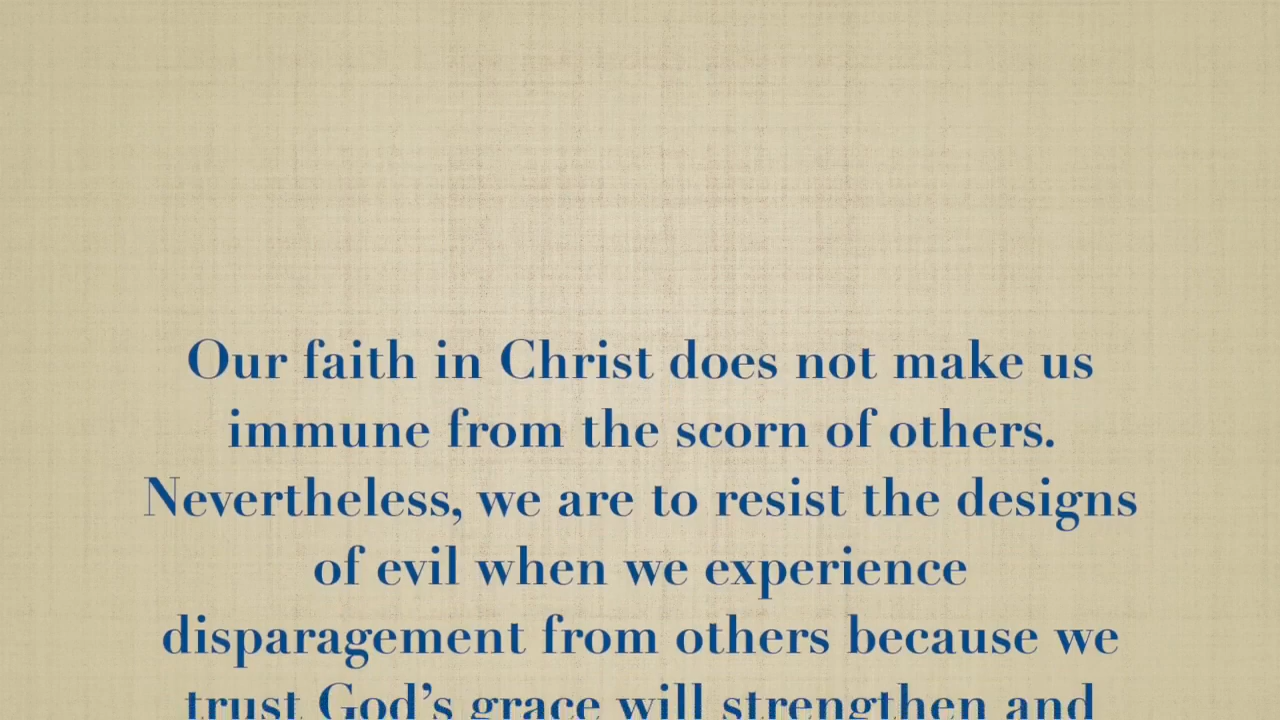 Our faith in Christ does not make us
immune from the scorn of others.
Nevertheless, we are to resist the designs
of evil when we experience
disparagement from others because we
trust God’s grace will strengthen and